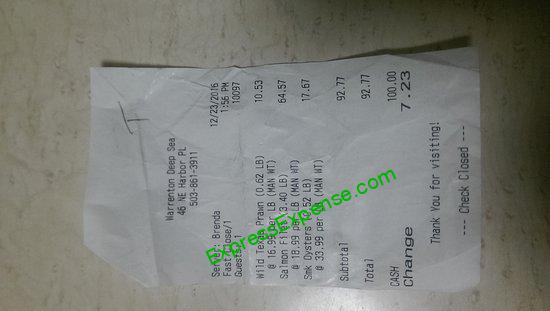 Warrenton Deep Sea
46 NE Harbor PL
503-861-3911
Server: Brenda 12/23/2016
Fast Close/1 1:56 PM
Guests: 1 10097
Wild Texas Prawn (0.62 LB) 10.53
@ 16.99 per LB (MAN WT)
Salmon Filet (3.40 LB) 64.57
@ 18.99 per LB (MAN WT)
Smk Oysters (0.52 LB) 17.67
@ 33.99 per LB (MAN WT)
Subtotal 92.77
Total 92.77
CASH 100.00
Change 7.23
Thank You for visiting!
--- Check Closed ---
ExpressExpense.com